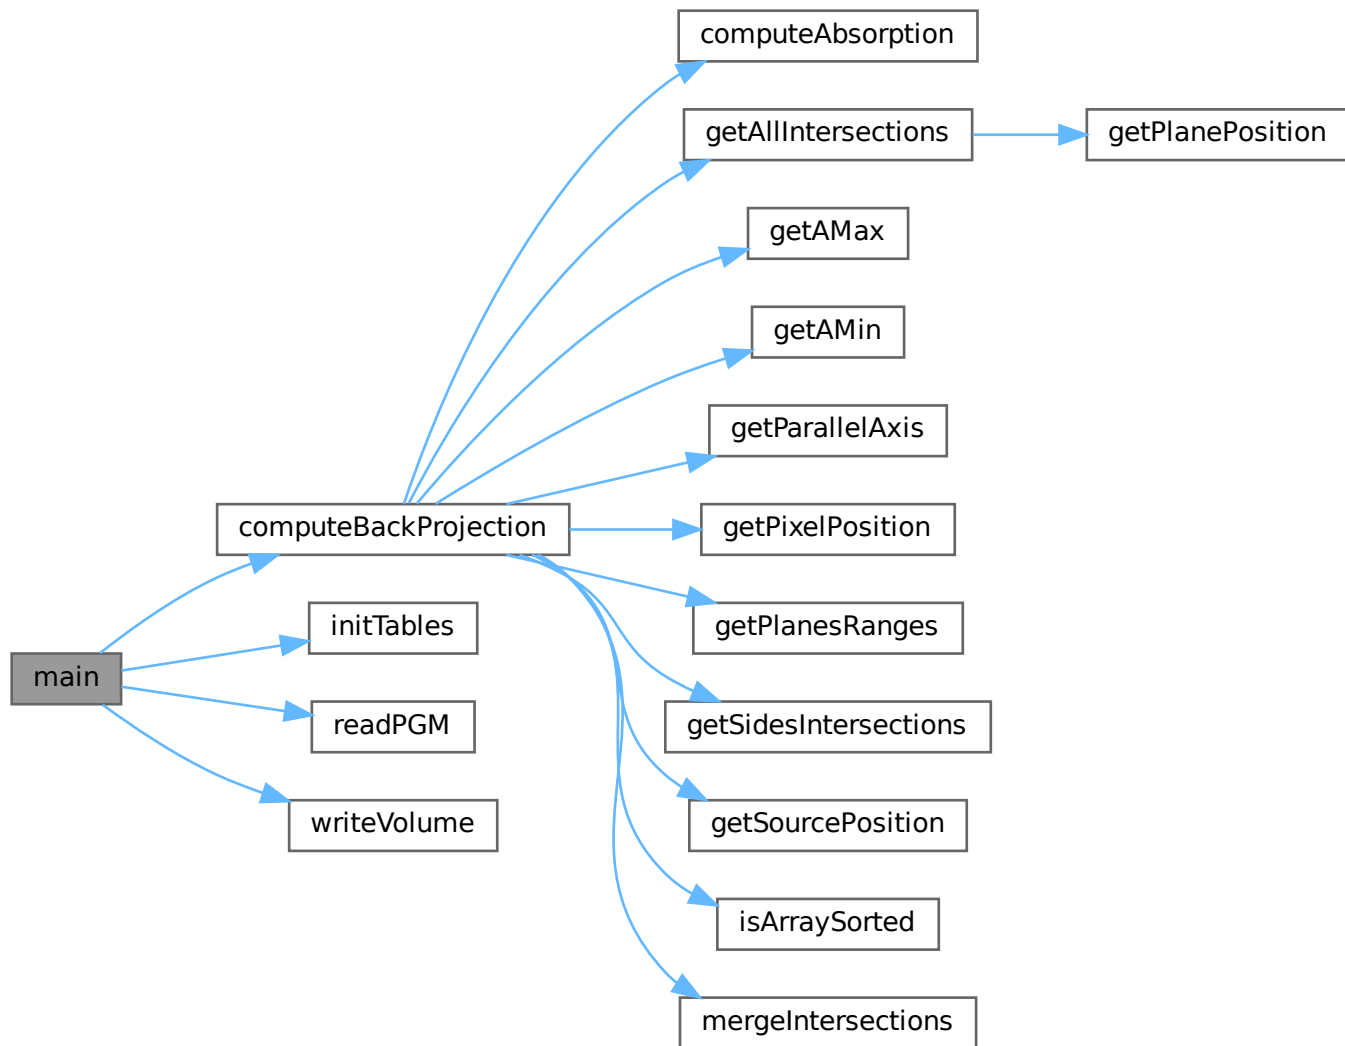 computeAbsorption
getAllIntersections
getPlanePosition
getAMax
getAMin
getParallelAxis
computeBackProjection
getPixelPosition
initTables
getPlanesRanges
main
readPGM
getSidesIntersections
writeVolume
getSourcePosition
isArraySorted
mergeIntersections